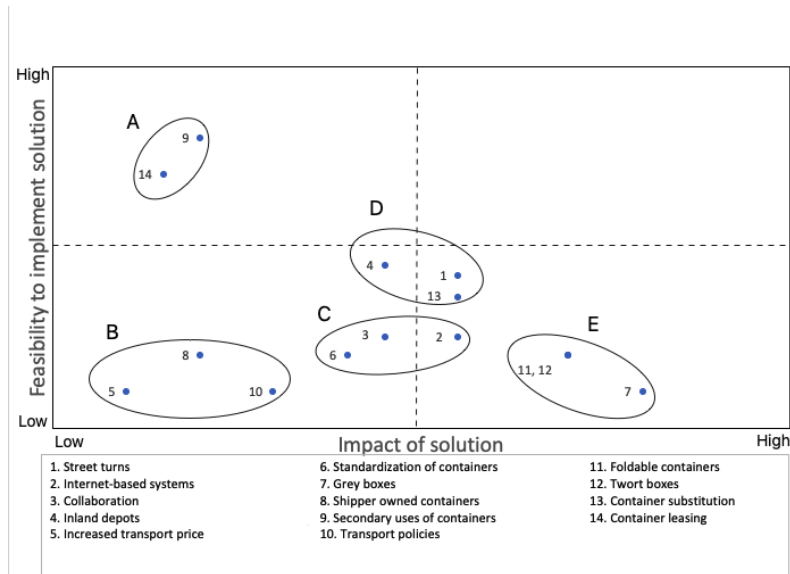 High
Feasibility to implement solution
A
9
14
D
4
1
13
C
3
2
6
B
8
5
10
E
11, 12
7
Low
Low
Impact of solution
High
1. Street turns
2. Internet-based systems
3. Collaboration
4. Inland depots
5. Increased transport price
6. Standardization of containers
7. Grey boxes
8. Shipper owned containers
9. Secondary uses of containers
10. Transport policies
11. Foldable containers
12. Twort boxes
13. Container substitution
14. Container leasing